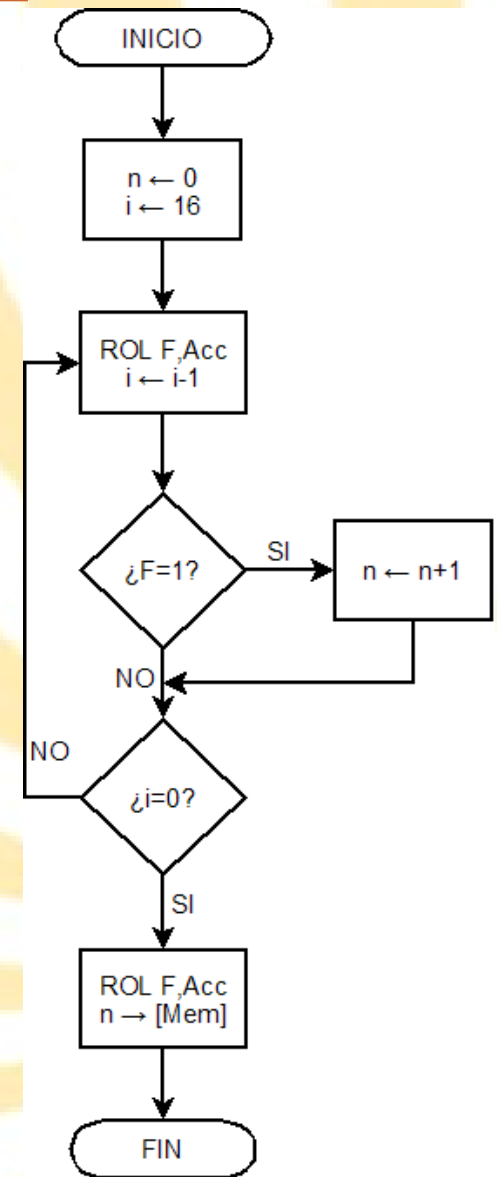 INICIO
n ← 0
i ← 16
ROL F,Acc
i ← i-1
¿F=1?
SI
n ← n+1
NO
NO
¿i=0?
SI
ROL F,Acc
n → [Mem]
FIN